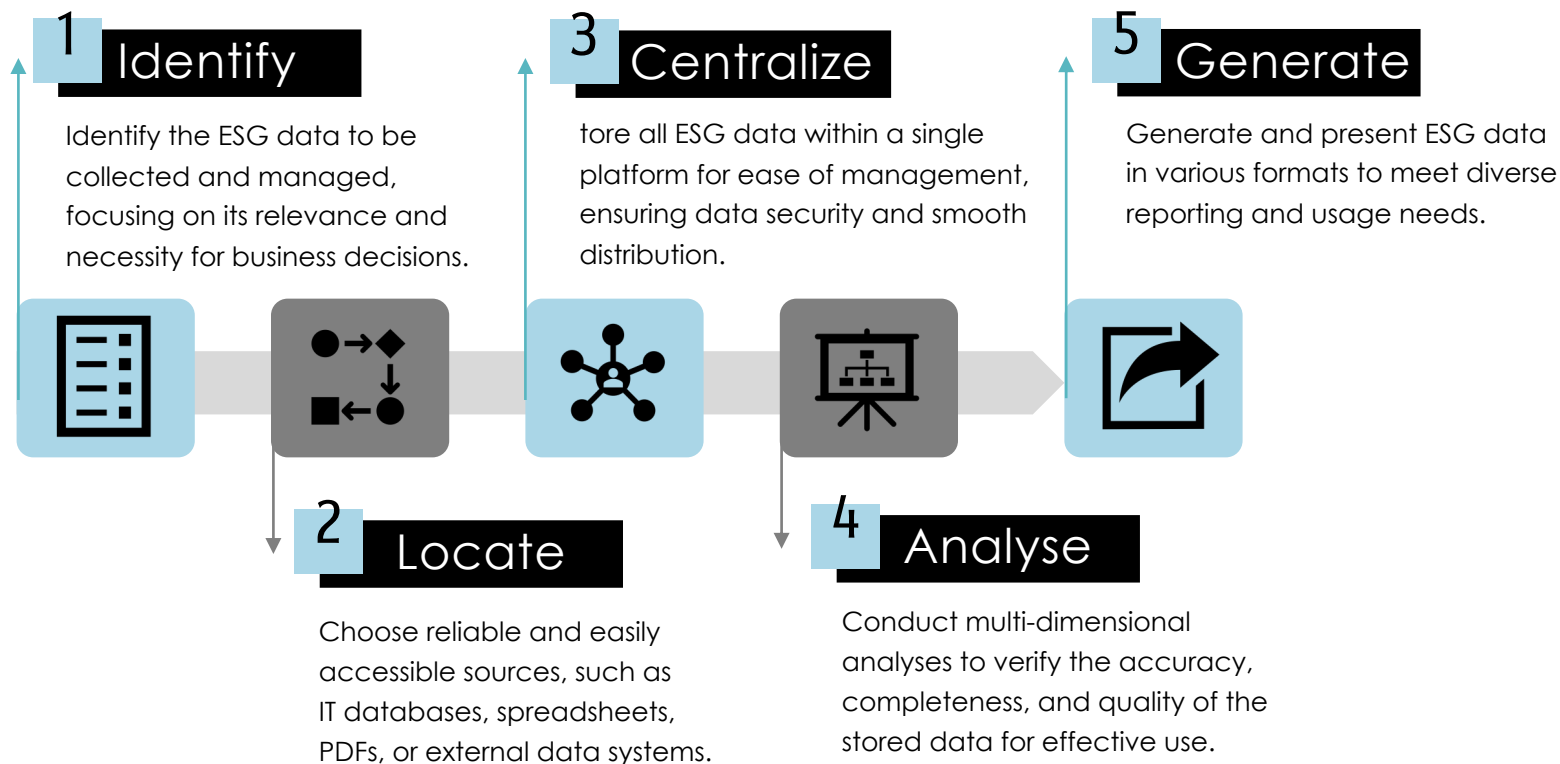 1
Identify
Identify the ESG data to be
collected and managed,
focusing on its relevance and
necessity for business decisions.
2
Locate
Choose reliable and easily
accessible sources, such as
IT databases, spreadsheets,
PDFs, or external data systems.
3
Centralize
tore all ESG data within a single
platform for ease of management,
ensuring data security and smooth
distribution.
4
Analyse
Conduct multi-dimensional
analyses to verify the accuracy,
completeness, and quality of the
stored data for effective use.
5
Generate
Generate and present ESG data
in various formats to meet diverse
reporting and usage needs.